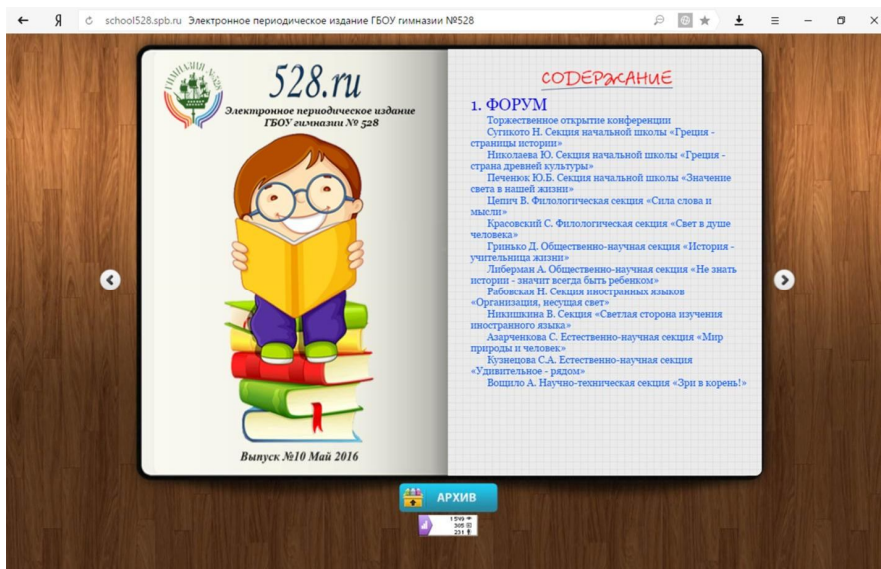 Я
school528.spb.ru Электронное периодическое издание ГБОУ гимназии №528
ГИМНАЗИЯ №528
528.ru
Электронное периодическое издание
ГБОУ гимназии № 528
Выпуск №10 Май 2016
СОДЕРЖАНИЕ
1. ФОРУМ
Торжественное открытие конференции
Сугикото Н. Секция начальной школы «Греция -
страницы истории»
Николаева Ю. Секция начальной школы «Греция -
страна древней культуры»
Печенюк Ю.Б. Секция начальной школы «Значение
света в нашей жизни»
Цепич В. Филологическая секция «Сила слова и
мысли»
Красовский С. Филологическая секция «Свет в душе
человека»
Гринько Д. Общественно-научная секция «История -
учительница жизни»
Либерман А. Общественно-научная секция «Не знать
истории - значит всегда быть ребенком»
Рабовская Н. Секция иностранных языков
«Организация, несущая свет»
Никишкина В. Секция «Светлая сторона изучения
иностранного языка»
Азарченкова С. Естественно-научная секция «Мир
природы и человек»
Кузнецова С.А. Естественно-научная секция
«Удивительное - рядом»
Вощило А. Научно-техническая секция «Зри в корень!»
АРХИВ
1 549
305
231